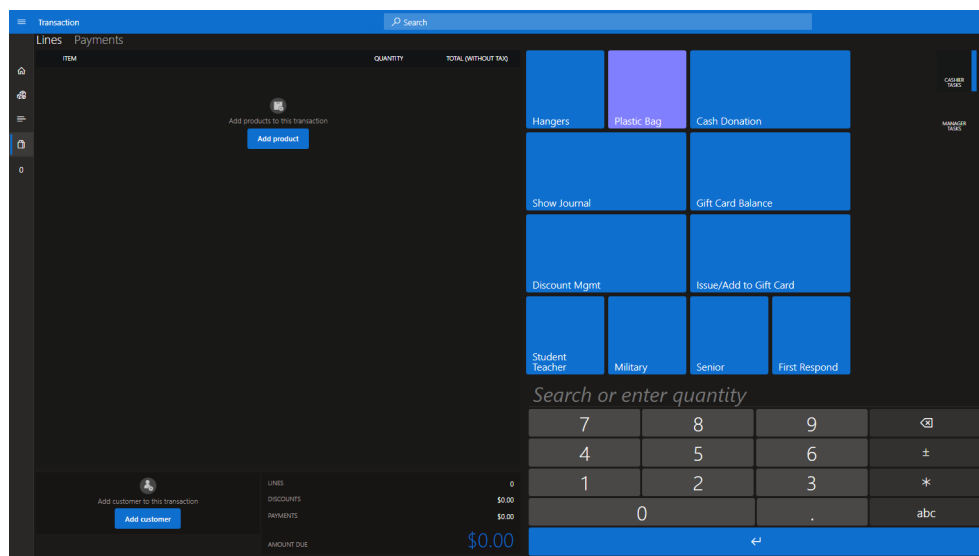 Transaction
Search
Lines Payments
ITEM QUANTITY TOTAL (WITHOUT TAX)
Add products to this transaction
Add product
0
Hangers
Plastic Bag
Cash Donation
Show Journal
Gift Card Balance
Discount Mgmt
Issue/Add to Gift Card
Student
Teacher
Military
Senior
First Respond
CASHIER
TASKS
MANAGER
TASKS
Search or enter quantity
7 8 9
4 5 6 ±
1 2 3 *
0 . abc
Add customer to this transaction
Add customer
LINES 0
DISCOUNTS $0.00
PAYMENTS $0.00
AMOUNT DUE $0.00